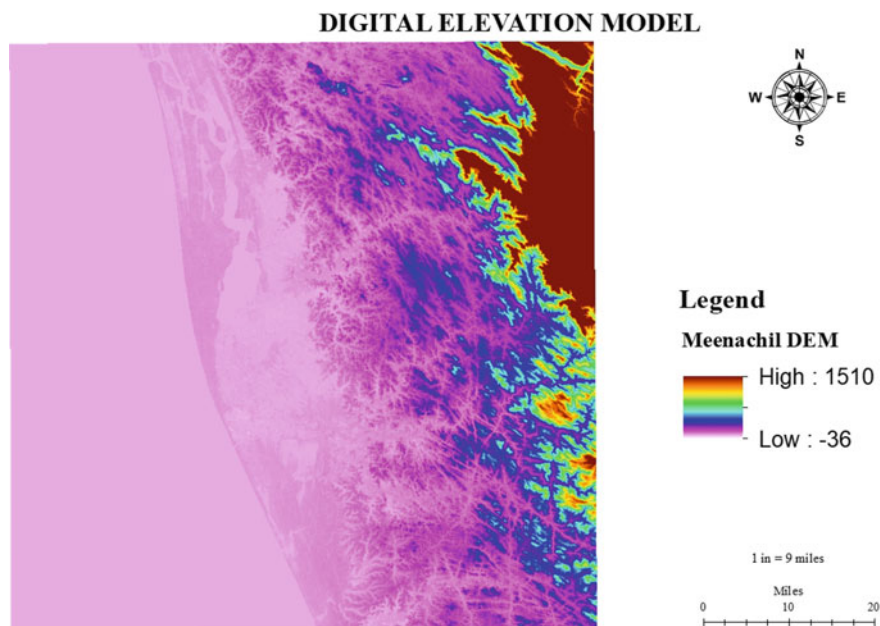 DIGITAL ELEVATION MODEL
N
W E
S
Legend
Meenachil DEM
High : 1510
Low : -36
1 in = 9 miles
Miles
0 10 20